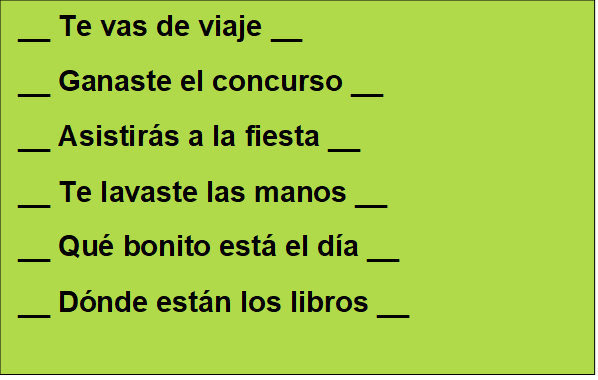 __ Te vas de viaje __
__ Ganaste el concurso __
__ Asistirás a la fiesta __
__ Te lavaste las manos __
__ Qué bonito está el día __
__ Dónde están los libros __